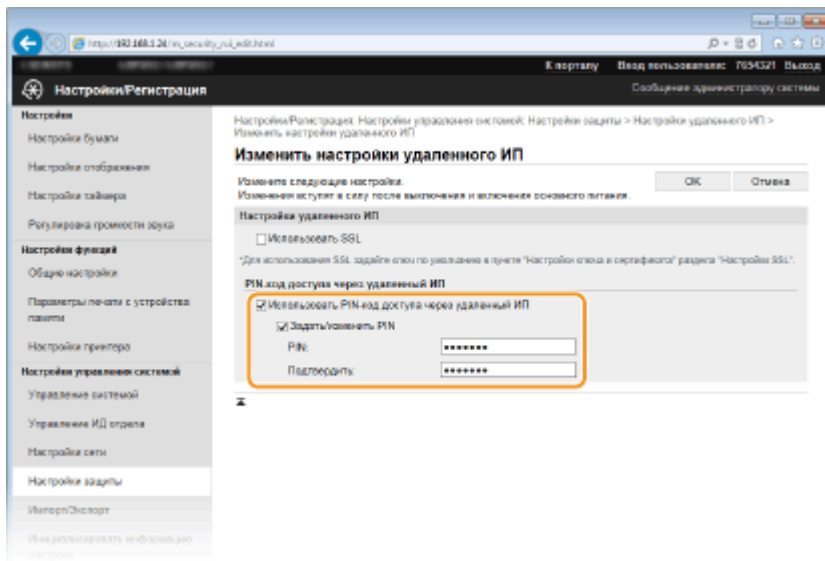 https://192.168.1.24/m_security_rui_edit.html
К порталу Вход пользователя: 7654321 Выход
Настройки/Регистрация
Сообщение администратору системы
Настройки
Настройки бумаги
Настройки отображения
Настройки таймера
Регулировка громкости звука
Настройки функций
Общие настройки
Параметры печати с устройства
памяти
Настройки принтера
Настройки управления системой
Управление системой
Управление ИД отдела
Настройки сети
Настройки защиты
Импорт/Экспорт
Инициализировать информацию
Настройки/Регистрация: Настройки управления системой: Настройки защиты > Настройки удаленного ИП >
Изменить настройки удаленного ИП
Изменить настройки удаленного ИП
Измените следующие настройки.
Изменения вступят в силу после выключения и включения основного питания.
OK Отмена
Настройки удаленного ИП
Использовать SSL
*Для использования SSL задайте ключ по умолчанию в пункте "Настройки ключа и сертификата" раздела "Настройки SSL".
PIN-код доступа через удаленный ИП
Использовать PIN-код доступа через удаленный ИП
Задать/изменить PIN
PIN: •••••••
Подтвердить: •••••••